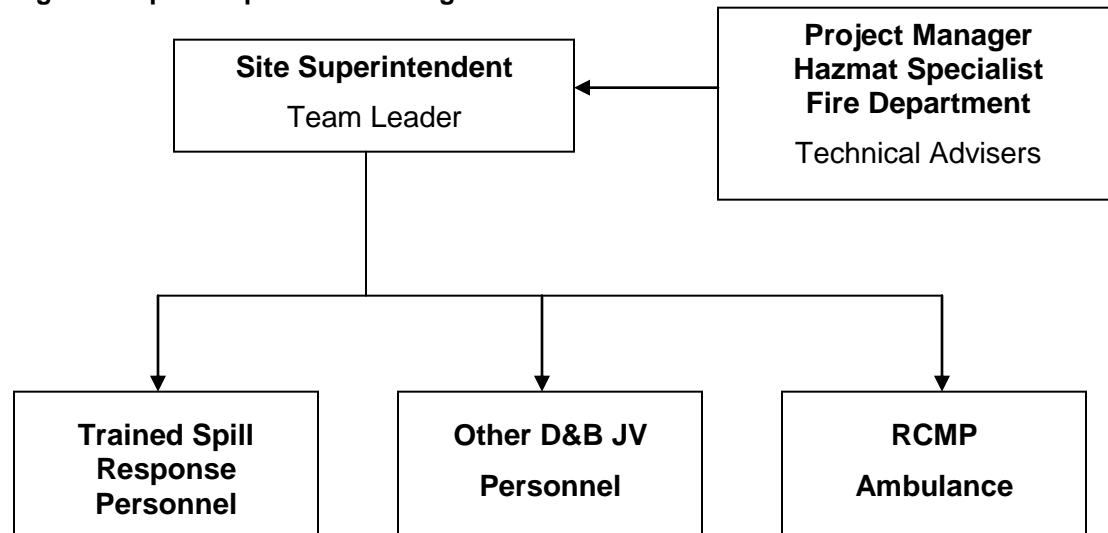 Site Superintendent
Team Leader
Project Manager
Hazmat Specialist
Fire Department
Technical Advisers
Trained Spill
Response
Personnel
Other D&B JV
Personnel
RCMP
Ambulance